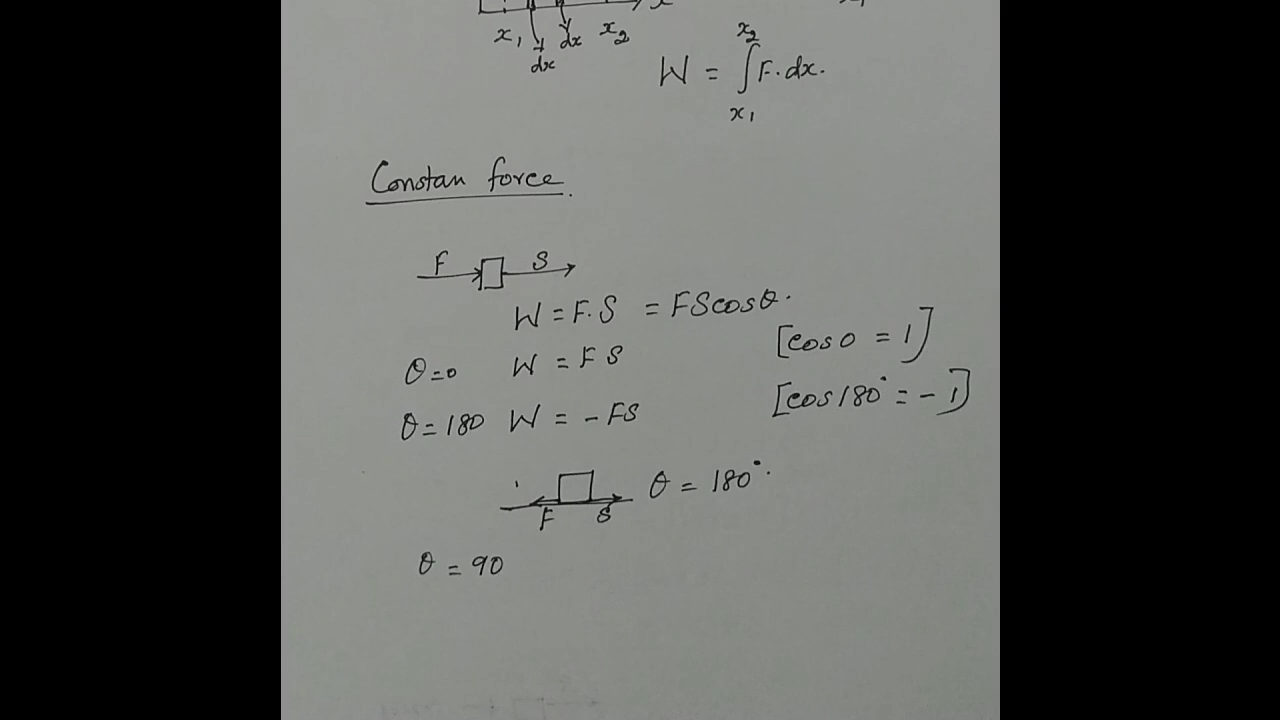 x₁ dx x₂
dx
W = ∫ₓ₁ˣ² F. dx.
Constan force.
F S
W = F. S = FS cosθ.
[cos 0 = 1]
θ=0 W = F S
[cos 180° = - 1]
θ = 180 W = - FS
θ = 180°.
F S
θ = 90